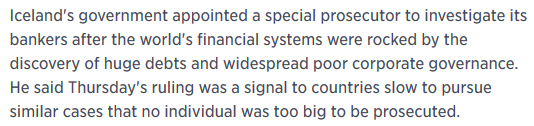 Iceland's government appointed a special prosecutor to investigate its
bankers after the world's financial systems were rocked by the
discovery of huge debts and widespread poor corporate governance.
He said Thursday's ruling was a signal to countries slow to pursue
similar cases that no individual was too big to be prosecuted.